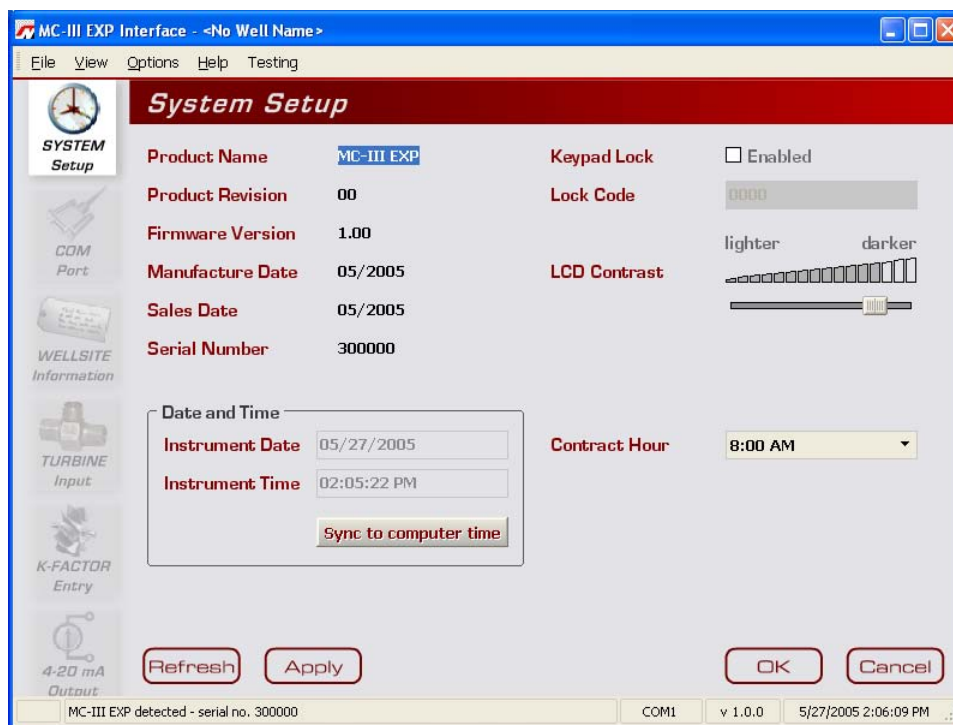 MC-III EXP Interface - <No Well Name>
File View Options Help Testing
System Setup
SYSTEM
Setup
COM
Port
WELLSITE
Information
TURBINE
Input
K-FACTOR
Entry
4-20 mA
Output
Product Name MC-III EXP
Product Revision 00
Firmware Version 1.00
Manufacture Date 05/2005
Sales Date 05/2005
Serial Number 300000
Keypad Lock Enabled
Lock Code 0000
lighter darker
LCD Contrast
Date and Time
Instrument Date 05/27/2005
Instrument Time 02:05:22 PM
Sync to computer time
Contract Hour 8:00 AM
Refresh Apply OK Cancel
MC-III EXP detected - serial no. 300000 COM1 v 1.0.0 5/27/2005 2:06:09 PM